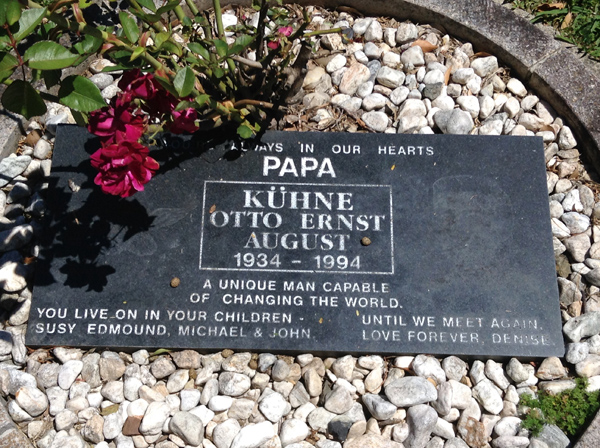 IN OUR HEARTS
PAPA
KÜHNE
OTTO ERNST
AUGUST
1934 - 1994
A UNIQUE MAN CAPABLE
OF CHANGING THE WORLD.
YOU LIVE ON IN YOUR CHILDREN -
SUSY EDMOUND, MICHAEL & JOHN.
UNTIL WE MEET AGAIN.
LOVE FOREVER, DENISE